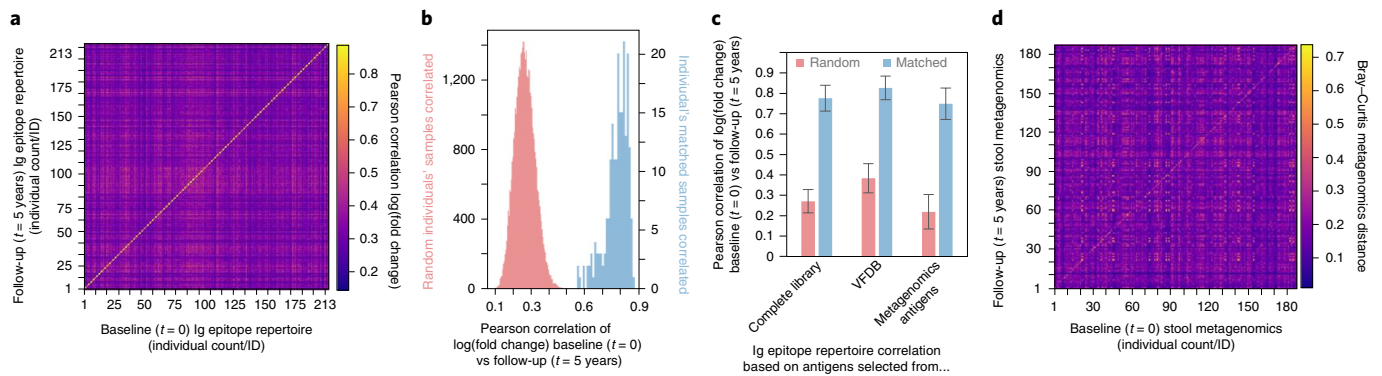 a
Follow-up (t = 5 years) Ig epitope repertoire
(individual count/ID)
213
175
150
125
100
75
50
25
1
1 25 50 75 100 125 150 175 213
Baseline (t = 0) Ig epitope repertoire
(individual count/ID)
0.8
0.7
0.6
0.5
0.4
0.3
0.2
Pearson correlation log(fold change)
b
Random individuals' samples correlated
1,200
800
400
0
20
15
10
5
0
Indiviudal's matched samples correlated
0.1 0.3 0.6 0.9
Pearson correlation of
log(fold change) baseline (t = 0)
vs follow-up (t = 5 years)
c
Pearson correlation of log(fold change)
baseline (t = 0) vs follow-up (t = 5 years)
0.9
0.8
0.7
0.6
0.5
0.4
0.3
0.2
0.1
0
Random Matched
Complete library
VFDB
Metagenomics
antigens
Ig epitope repertoire correlation
based on antigens selected from...
d
Follow-up (t = 5 years) stool metagenomics
(individual count/ID)
180
150
120
90
60
30
1
1 30 60 90 120 150 180
Baseline (t = 0) stool metagenomics
(individual count/ID)
0.7
0.6
0.5
0.4
0.3
0.2
0.1
Bray–Curtis metagenomics distance